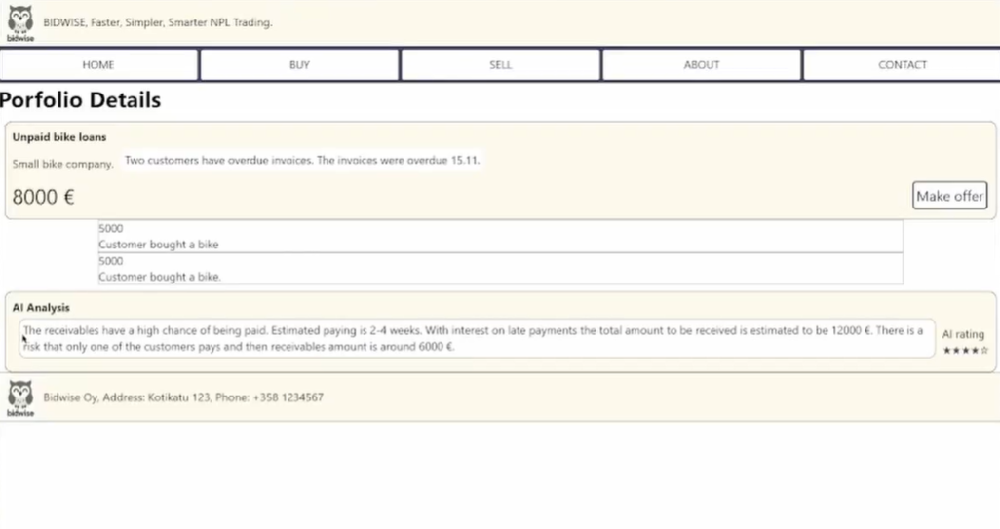 bidwise
BIDWISE, Faster, Simpler, Smarter NPL Trading.
HOME
BUY
SELL
ABOUT
CONTACT
Porfolio Details
Unpaid bike loans
Small bike company. Two customers have overdue invoices. The invoices were overdue 15.11.
8000 €
Make offer
5000
Customer bought a bike
5000
Customer bought a bike.
AI Analysis
The receivables have a high chance of being paid. Estimated paying is 2-4 weeks. With interest on late payments the total amount to be received is estimated to be 12000 €. There is a
risk that only one of the customers pays and then receivables amount is around 6000 €.
AI rating
★★★★☆
bidwise
Bidwise Oy, Address: Kotikatu 123, Phone: +358 1234567